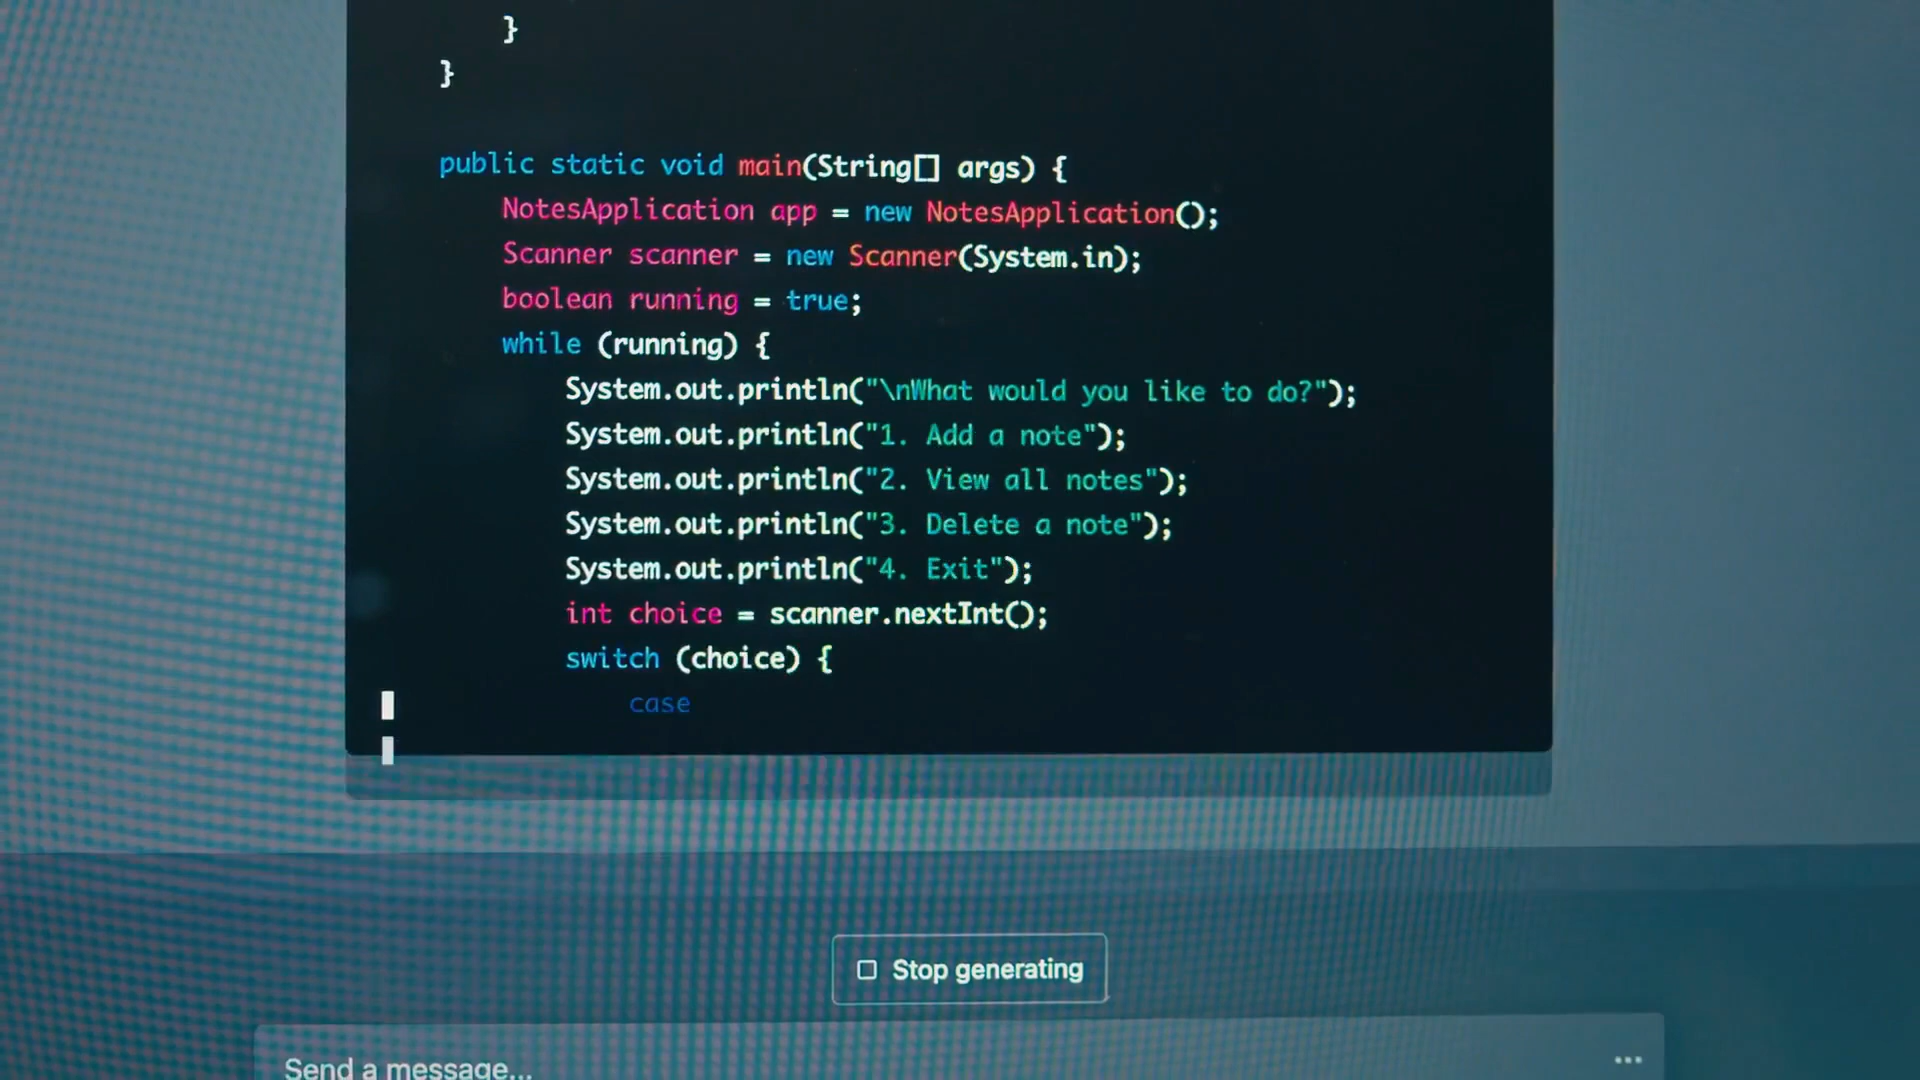 }
}
public static void main(String[] args) {
NotesApplication app = new NotesApplication();
Scanner scanner = new Scanner(System.in);
boolean running = true;
while (running) {
System.out.println("\nWhat would you like to do?");
System.out.println("1. Add a note");
System.out.println("2. View all notes");
System.out.println("3. Delete a note");
System.out.println("4. Exit");
int choice = scanner.nextInt();
switch (choice) {
case
Stop generating
Send a message...